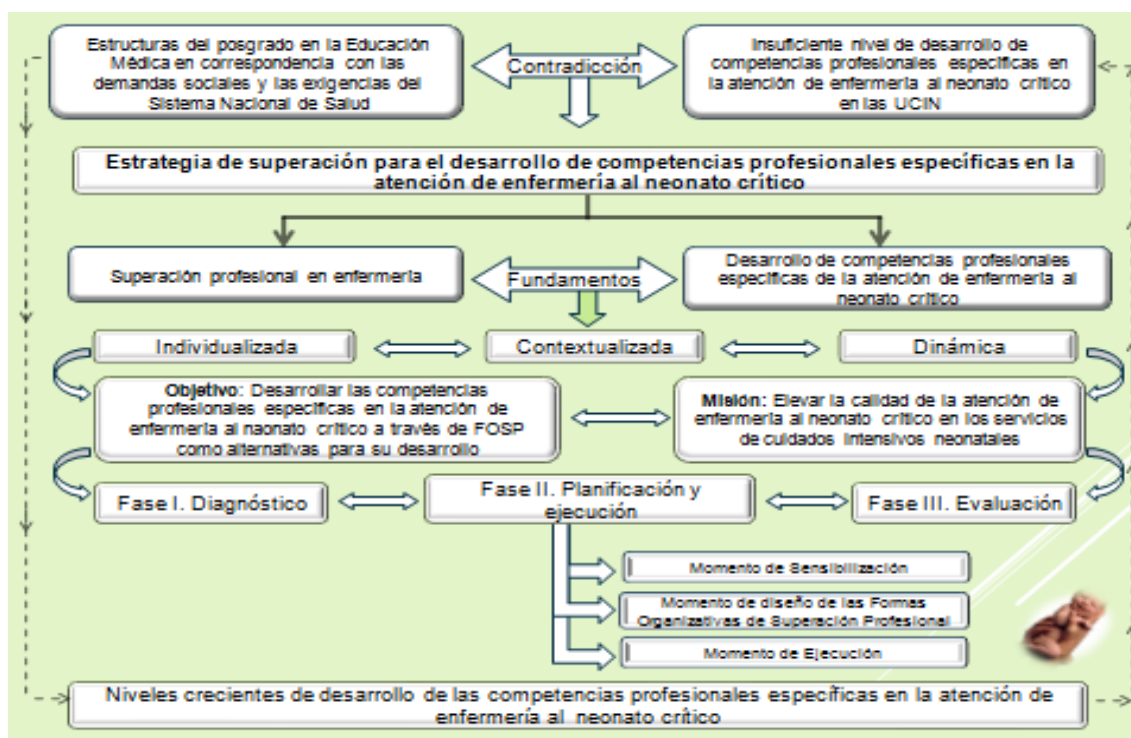 Estructuras del posgrado en la Educación
Médica en correspondencia con las
demandas sociales y las exigencias del
Sistema Nacional de Salud
Contradicción
Insuficiente nivel de desarrollo de
competencias profesionales específicas en
la atención de enfermería al neonato crítico
en las UCIN
Estrategia de superación para el desarrollo de competencias profesionales específicas en la
atención de enfermería al neonato crítico
Superación profesional en enfermería
Fundamentos
Desarrollo de competencias profesionales
específicas de la atención de enfermería al
neonato crítico
Individualizada
Contextualizada
Dinámica
Objetivo: Desarrollar las competencias
profesionales específicas en la atención de
enfermería al naonato crítico a través de FOSP
como alternativas para su desarrollo
Misión: Elevar la calidad de la atención de
enfermería al neonato crítico en los servicios
de cuidados intensivos neonatales
Fase I. Diagnóstico
Fase II. Planificación y
ejecución
Fase III. Evaluación
Momento de Sensibilización
Momento de diseño de las Formas
Organizativas de Superación Profesional
Momento de Ejecución
Niveles crecientes de desarrollo de las competencias profesionales específicas en la atención de
enfermería al neonato crítico